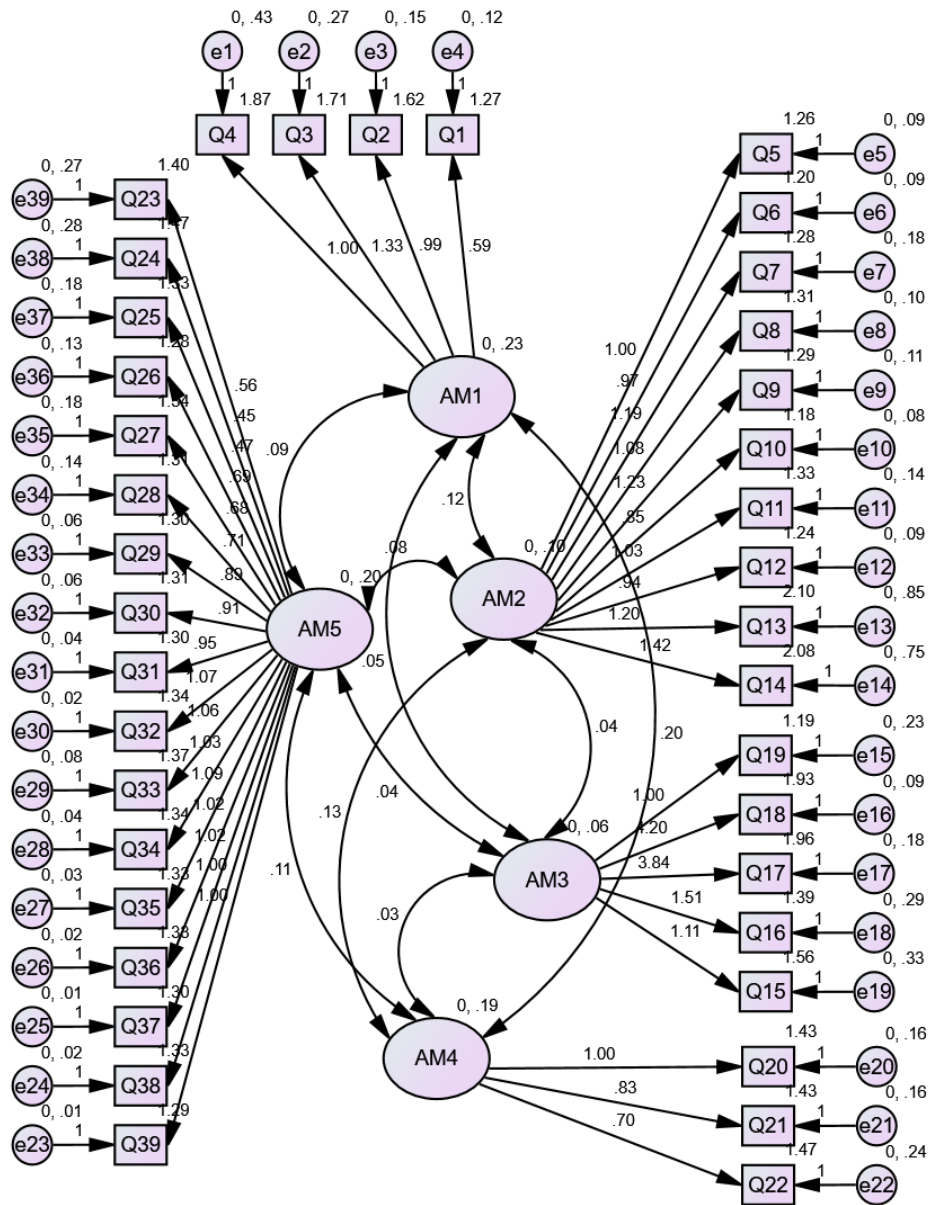 0, .43 0, .27 0, .15 0, .12
e1 e2 e3 e4
1 1 1 1
1.87 1.71 1.62 1.27
Q4 Q3 Q2 Q1
1.00 1.33 .99 .59
0, .27 1.40
e39 1 Q23
0, .28 1.47
e38 1 Q24
0, .18 1.33
e37 1 Q25
0, .13 1.28
e36 1 Q26
0, .18
e35 1 Q27
0, .14 1.31
e34 1 Q28
0, .06 1.30
e33 1 Q29
0, .06 1.31
e32 1 Q30
0, .04 1.30
e31 1 Q31
0, .02 1.34
e30 1 Q32
0, .08 1.37
e29 1 Q33
0, .04 1.34
e28 1 Q34
0, .03 1.33
e27 1 Q35
0, .02 1.33
e26 1 Q36
0, .01 1.30
e25 1 Q37
0, .02 1.33
e24 1 Q38
0, .01 1.29
e23 1 Q39
.56
.45
.47
.69
.68
.71
.89
.91
.95
1.07
1.06
1.03
1.09
1.02
1.02
1.00
1.00
0, .23
AM1
0, .10
AM2
0, .20
AM5
0, .06
AM3
0, .19
AM4
.09
.12
.08
.05
.04
.20
.13
.04
.11
.03
1.26 0, .09
Q5 1 e5
1.20 0, .09
Q6 1 e6
1.28 0, .18
Q7 1 e7
1.31 0, .10
Q8 1 e8
1.29 0, .11
Q9 1 e9
1.18 0, .08
Q10 1 e10
1.33 0, .14
Q11 1 e11
1.24 0, .09
Q12 1 e12
2.10 0, .85
Q13 1 e13
2.08 0, .75
Q14 1 e14
1.00
.97
1.19
1.08
1.23
.85
1.03
.94
1.20
1.42
1.19 0, .23
Q19 1 e15
1.93 0, .09
Q18 1 e16
1.96 0, .18
Q17 1 e17
1.39 0, .29
Q16 1 e18
1.56 0, .33
Q15 1 e19
1.00
4.20
3.84
1.51
1.11
1.43 0, .16
Q20 1 e20
1.43 0, .16
Q21 1 e21
1.47 0, .24
Q22 1 e22
1.00
.83
.70